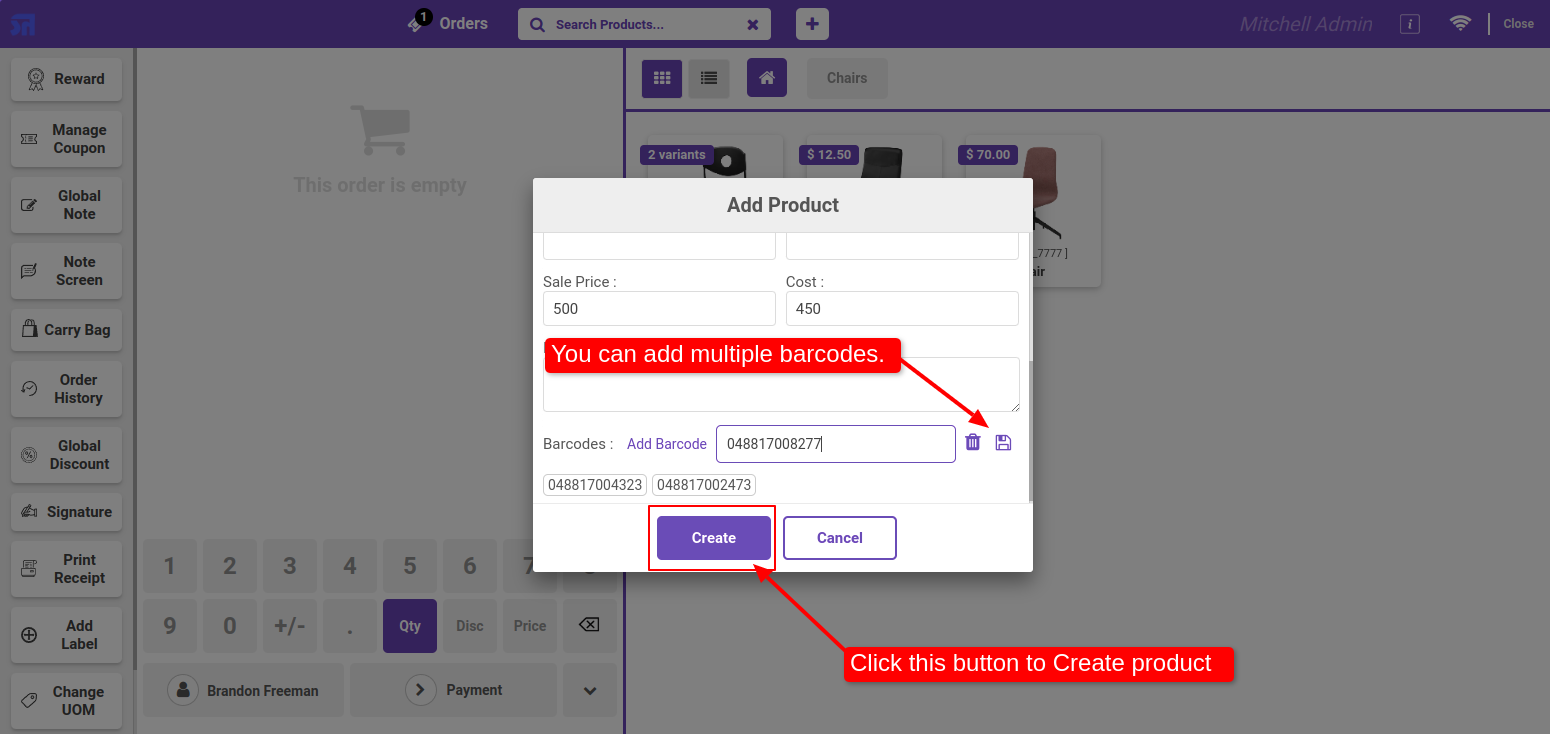 1
Orders
Search Products...
Mitchell Admin
Close
Reward
Manage
Coupon
Global
Note
Note
Screen
Carry Bag
Order
History
Global
Discount
Signature
Print
Receipt
Add
Label
Change
UOM
This order is empty
Chairs
2 variants
$ 12.50
$ 70.00
_7777 ]
air
Add Product
Sale Price :
Cost :
500
450
You can add multiple barcodes.
Barcodes :
Add Barcode
048817008277
048817004323
048817002473
Create
Cancel
1
2
3
4
5
6
7
9
0
+/-
.
Qty
Disc
Price
Brandon Freeman
Payment
Click this button to Create product